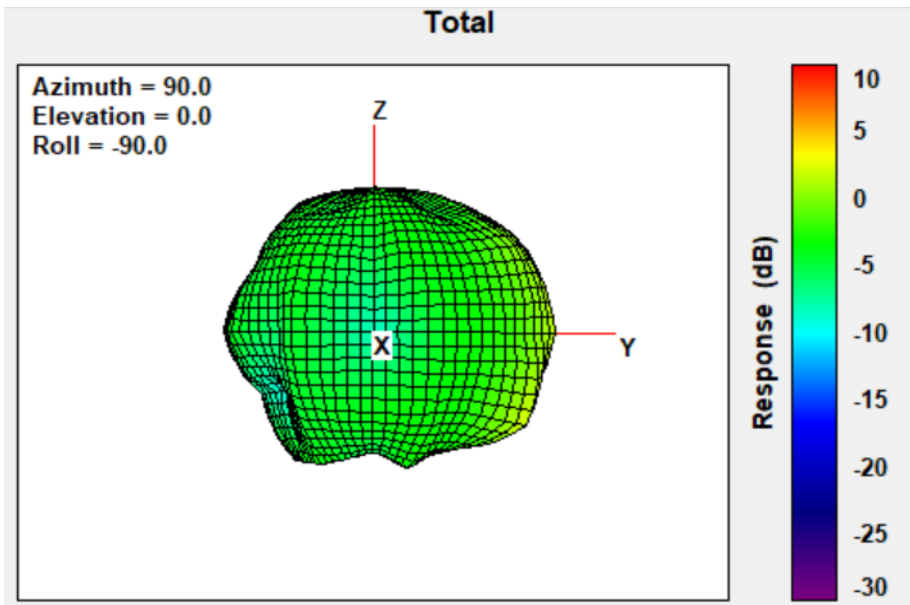 Total
Azimuth = 90.0
Elevation = 0.0
Roll = -90.0
Z
X
Y
Response (dB)
10
5
0
-5
-10
-15
-20
-25
-30